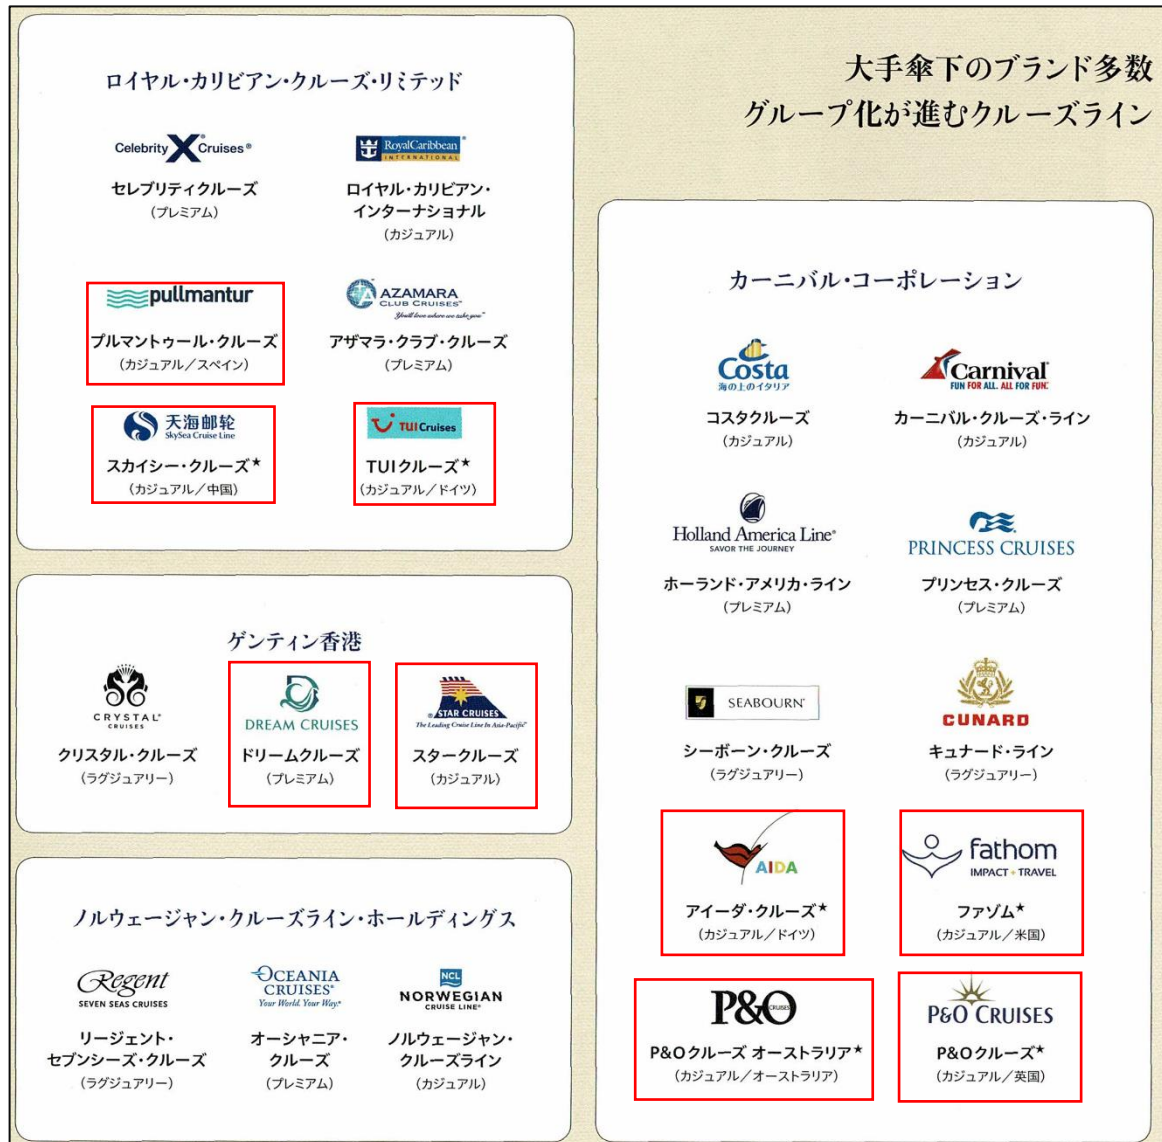 大手傘下のブランド多数
グループ化が進むクルーズライン
ロイヤル・カリビアン・クルーズ・リミテッド
Celebrity X Cruises®
セレブリティクルーズ
(プレミアム)
RoyalCaribbean®
INTERNATIONAL
ロイヤル・カリビアン・
インターナショナル
(カジュアル)
pullmantur
プルマントゥール・クルーズ
(カジュアル/スペイン)
AZAMARA
CLUB CRUISES®
You'll love where we take you™
アザマラ・クラブ・クルーズ
(プレミアム)
天海邮轮
SkySea Cruise Line
スカイシー・クルーズ★
(カジュアル/中国)
TUI Cruises
TUIクルーズ★
(カジュアル/ドイツ)
ゲンティン香港
CRYSTAL®
CRUISES
クリスタル・クルーズ
(ラグジュアリー)
DREAM CRUISES
ドリームクルーズ
(プレミアム)
®STAR CRUISES
The Leading Cruise Line In Asia-Pacific®
スタークルーズ
(カジュアル)
ノルウェージャン・クルーズライン・ホールディングス
Regent
SEVEN SEAS CRUISES
リージェント・
セブンシーズ・クルーズ
(ラグジュアリー)
OCEANIA
CRUISES®
Your World. Your Way.®
オーシャニア・
クルーズ
(プレミアム)
NCL
NORWEGIAN
CRUISE LINE®
ノルウェージャン・
クルーズライン
(カジュアル)
カーニバル・コーポレーション
Costa
海の上のイタリア
コスタクルーズ
(カジュアル)
Carnival®
FUN FOR ALL. ALL FOR FUN.®
カーニバル・クルーズ・ライン
(カジュアル)
Holland America Line®
SAVOR THE JOURNEY
ホーランド・アメリカ・ライン
(プレミアム)
PRINCESS CRUISES
プリンセス・クルーズ
(プレミアム)
SEABOURN®
シーボーン・クルーズ
(ラグジュアリー)
CUNARD
キュナード・ライン
(ラグジュアリー)
AIDA
アイーダ・クルーズ★
(カジュアル/ドイツ)
fathom
IMPACT+TRAVEL
ファゾム★
(カジュアル/米国)
P&O CRUISES
P&Oクルーズ オーストラリア★
(カジュアル/オーストラリア)
P&O CRUISES
P&Oクルーズ★
(カジュアル/英国)